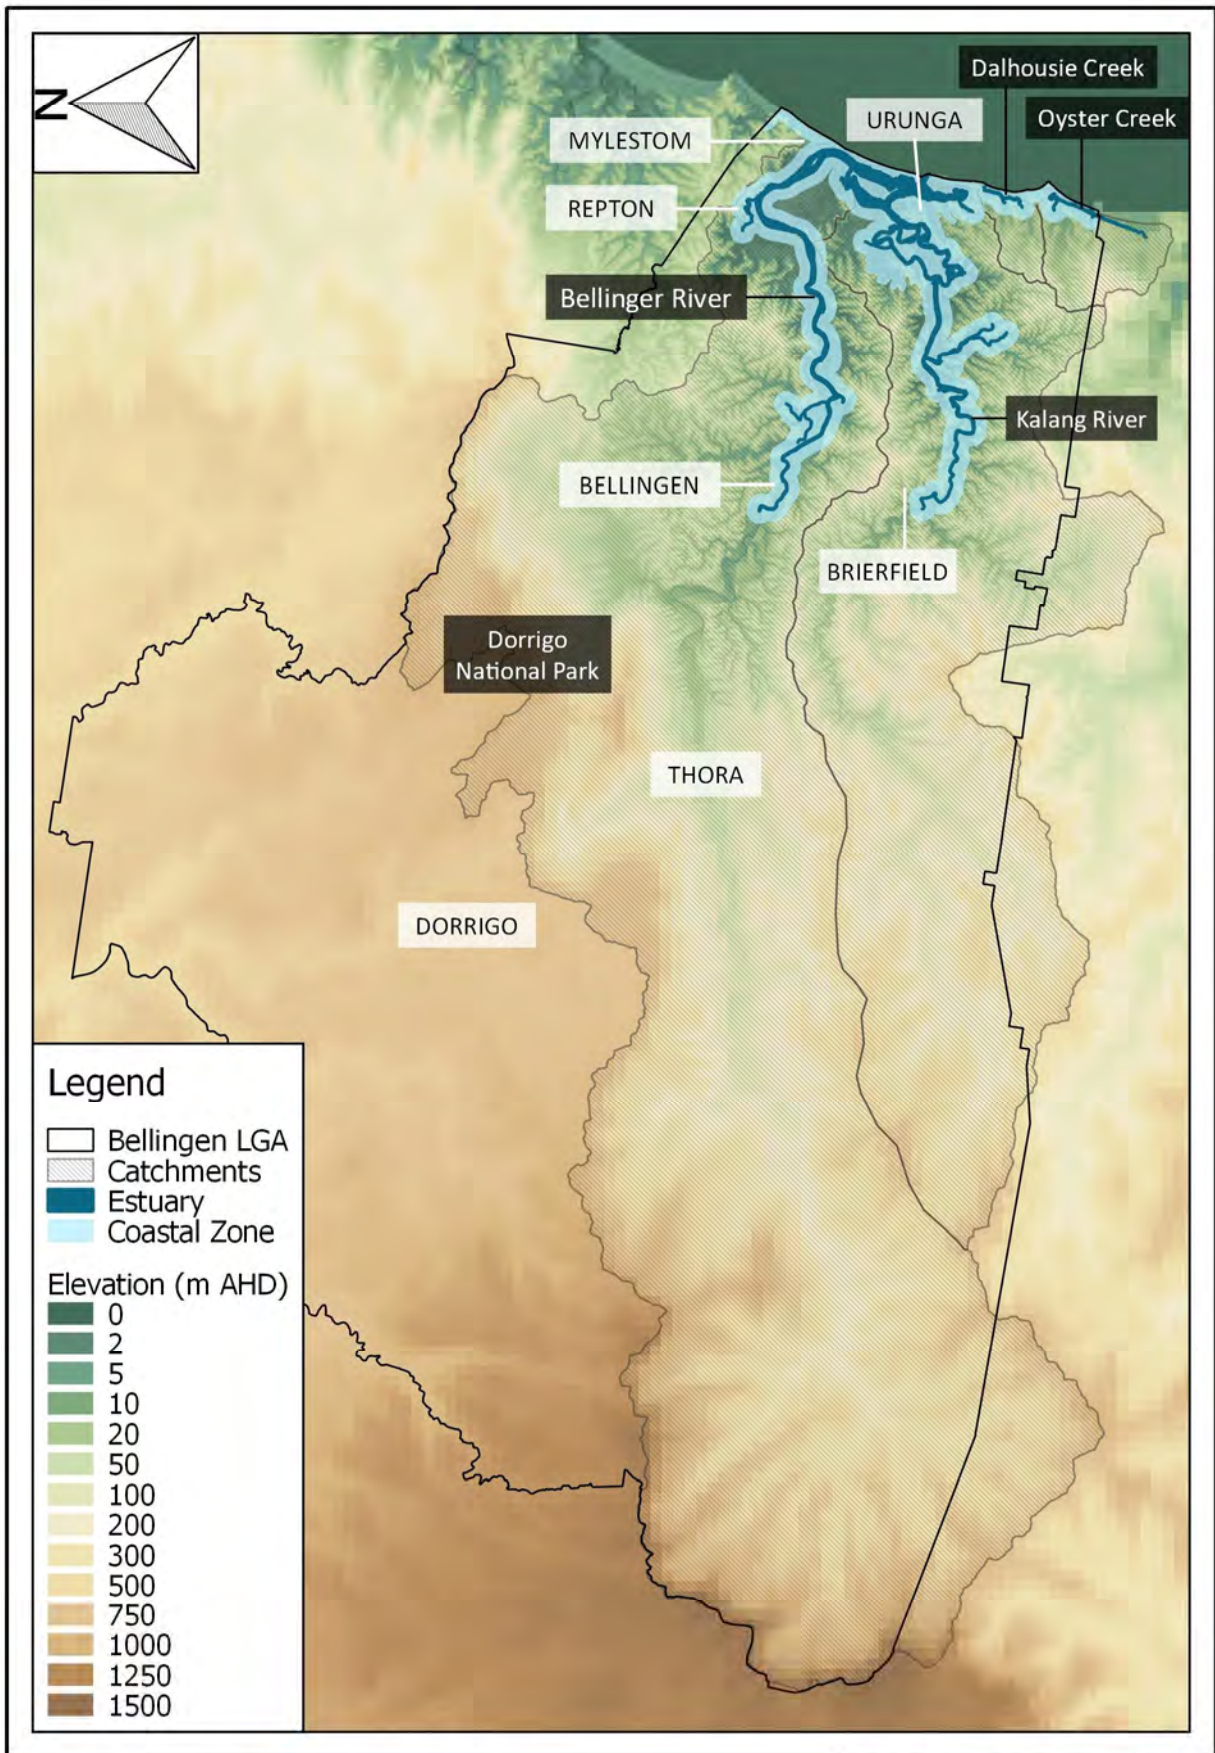 N
Dalhousie Creek
URUNGA
Oyster Creek
MYLESTOM
REPTON
Bellinger River
Kalang River
BELLINGEN
BRIERFIELD
Dorrigo
National Park
THORA
DORRIGO
Legend
Bellingen LGA
Catchments
Estuary
Coastal Zone
Elevation (m AHD)
0
2
5
10
20
50
100
200
300
500
750
1000
1250
1500